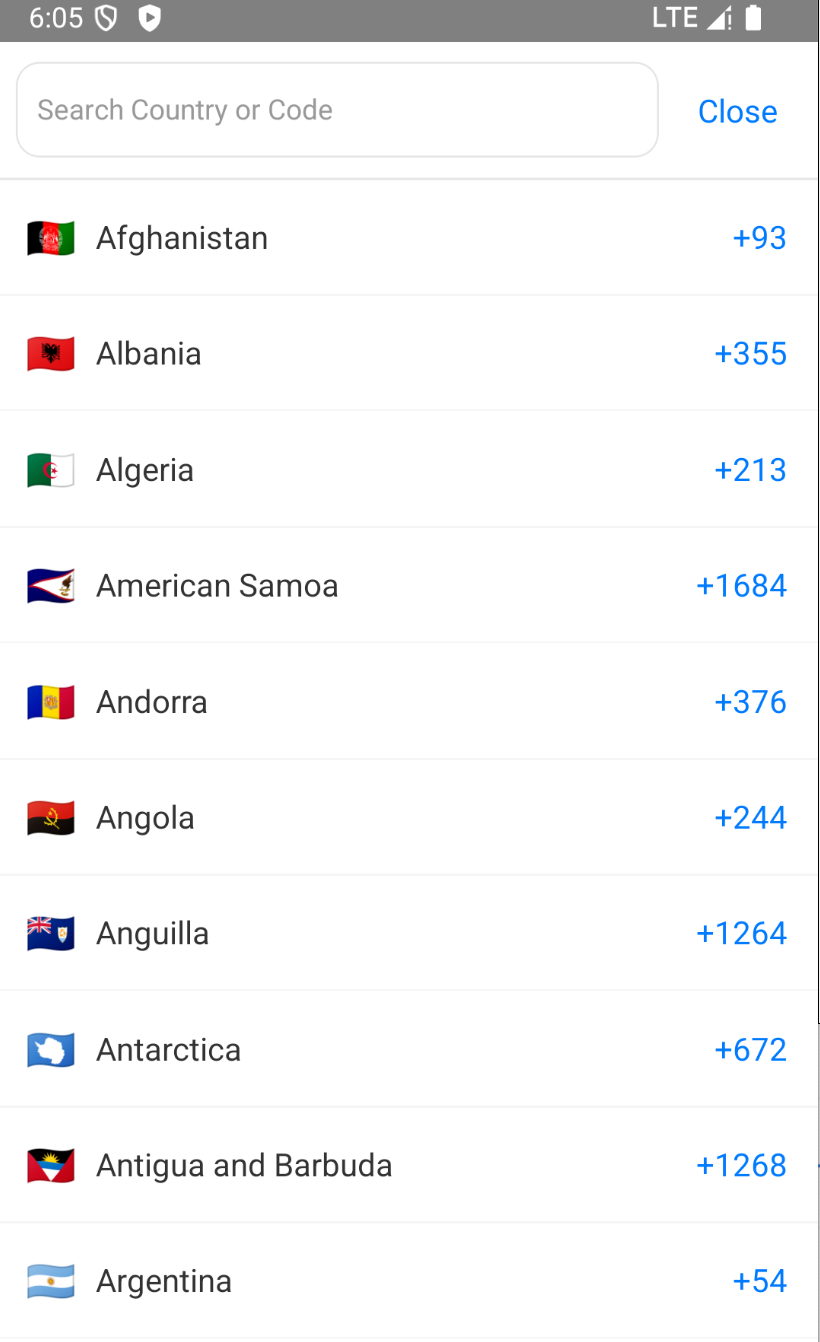 6:05 LTE
Search Country or Code Close
Afghanistan +93
Albania +355
Algeria +213
American Samoa +1684
Andorra +376
Angola +244
Anguilla +1264
Antarctica +672
Antigua and Barbuda +1268
Argentina +54